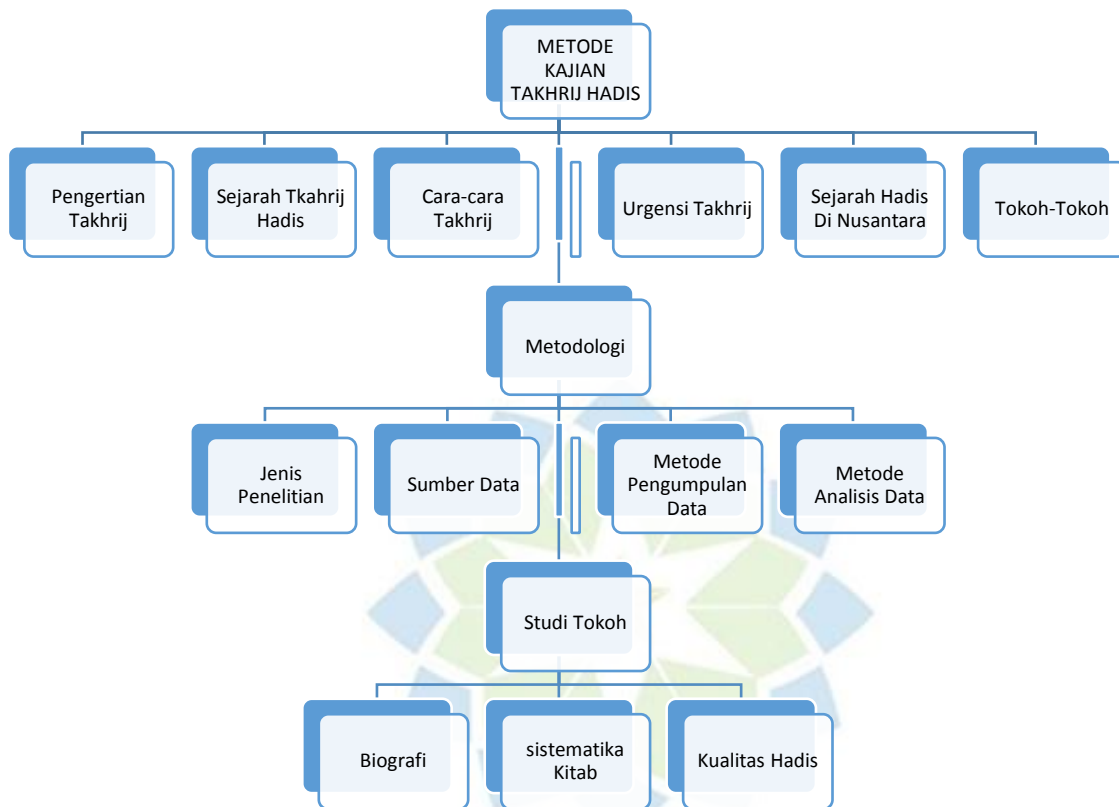 METODE
KAJIAN
TAKHRIJ HADIS
Pengertian
Takhrij
Sejarah Tkahrij
Hadis
Cara-cara
Takhrij
Urgensi Takhrij
Sejarah Hadis
Di Nusantara
Tokoh-Tokoh
Metodologi
Jenis
Penelitian
Sumber Data
Metode
Pengumpulan
Data
Metode
Analisis Data
Studi Tokoh
Biografi
sistematika
Kitab
Kualitas Hadis